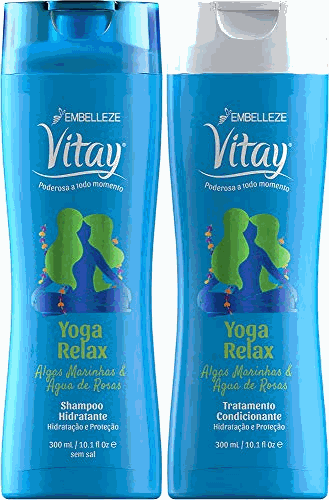 EMBELLEZE
Vitay®
Poderosa a todo momento
Yoga
Relax
Algas Marinhas &
Água de Rosas
Shampoo
Hidratante
Hidratação e Proteção
300 mL / 10.1 fl oz e
sem sal
EMBELLEZE
Vitay®
Poderosa a todo momento
Yoga
Relax
Algas Marinhas &
Água de Rosas
Tratamento
Condicionante
Hidratação e Proteção
300 mL / 10.1 fl oz e